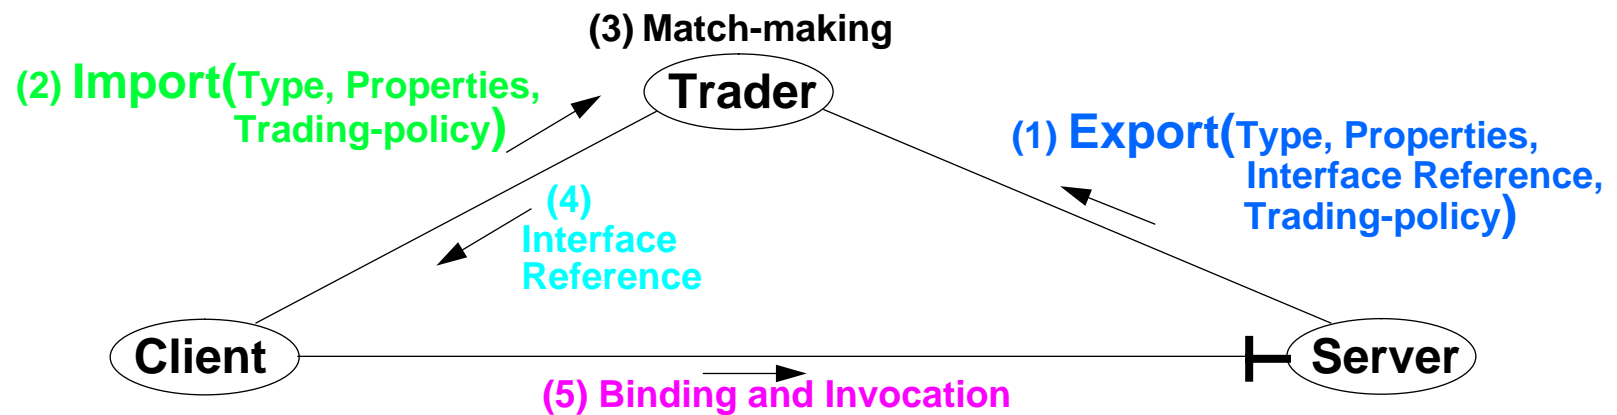 (3) Match-making
Trader
(2) Import(Type, Properties,
Trading-policy)
(1) Export(Type, Properties,
Interface Reference,
Trading-policy)
(4)
Interface
Reference
Client
Server
(5) Binding and Invocation